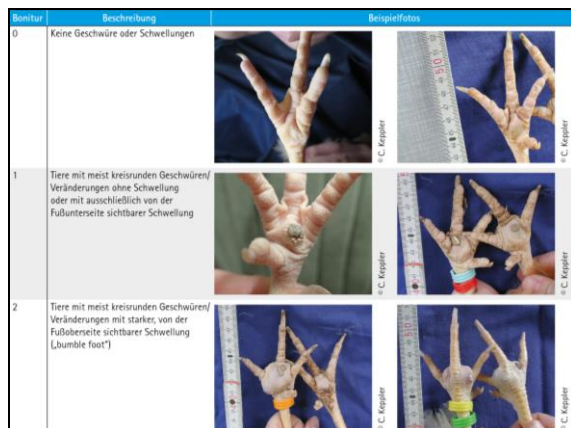 Bonitur Beschreibung Beispielfotos
0 Keine Geschwüre oder Schwellungen
© C. Keppler
© C. Keppler
1 Tiere mit meist kreisrunden Geschwüren/
Veränderungen ohne Schwellung
oder mit ausschließlich von der
Fußunterseite sichtbarer Schwellung
© C. Keppler
© C. Keppler
2 Tiere mit meist kreisrunden Geschwüren/
Veränderungen mit starker, von der
Fußoberseite sichtbarer Schwellung
(„bumble foot“)
© C. Keppler
© C. Keppler